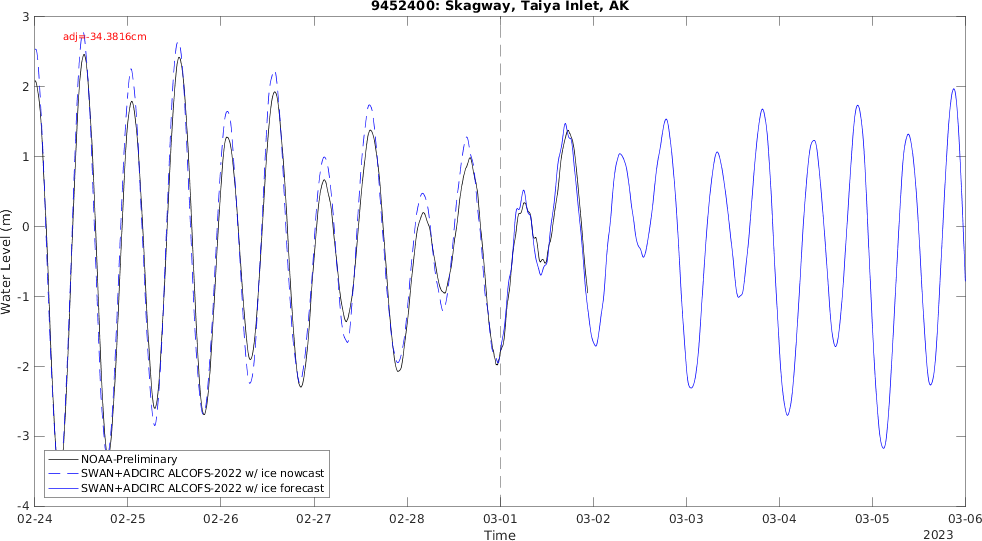 9452400: Skagway, Taiya Inlet, AK
adj=-34.3816cm
Water Level (m)
3
2
1
0
-1
-2
-3
-4
NOAA-Preliminary
SWAN+ADCIRC ALCOFS-2022 w/ ice nowcast
SWAN+ADCIRC ALCOFS-2022 w/ ice forecast
02-24 02-25 02-26 02-27 02-28 03-01 03-02 03-03 03-04 03-05 03-06
Time
2023